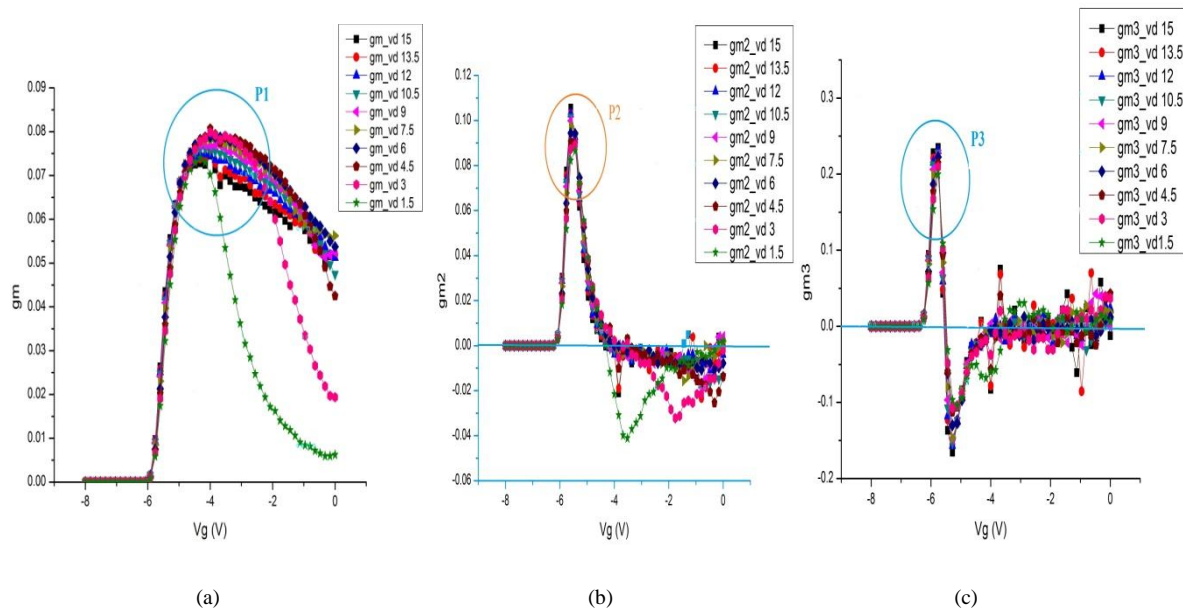 gm_vd 15
gm_vd 13.5
gm_vd 12
gm_vd 10.5
gm_vd 9
gm_vd 7.5
gm_vd 6
gm_vd 4.5
gm_vd 3
gm_vd 1.5
P1
0.09
0.08
0.07
0.06
0.05
0.04
0.03
0.02
0.01
0.00
gm
-8
-6
-4
-2
0
Vg (V)
(a)
gm2_vd 15
gm2_vd 13.5
gm2_vd 12
gm2_vd 10.5
gm2_vd 9
gm2_vd 7.5
gm2_vd 6
gm2_vd 4.5
gm2_vd 3
gm2_vd 1.5
P2
0.12
0.10
0.08
0.06
0.04
0.02
0.00
-0.02
-0.04
-0.06
gm2
-8
-6
-4
-2
0
Vg (V)
(b)
gm3_vd 15
gm3_vd 13.5
gm3_vd 12
gm3_vd 10.5
gm3_vd 9
gm3_vd 7.5
gm3_vd 6
gm3_vd 4.5
gm3_vd 3
gm3_vd1.5
P3
0.3
0.2
0.1
0.0
-0.1
-0.2
gm3
-8
-6
-4
-2
0
Vg (V)
(c)